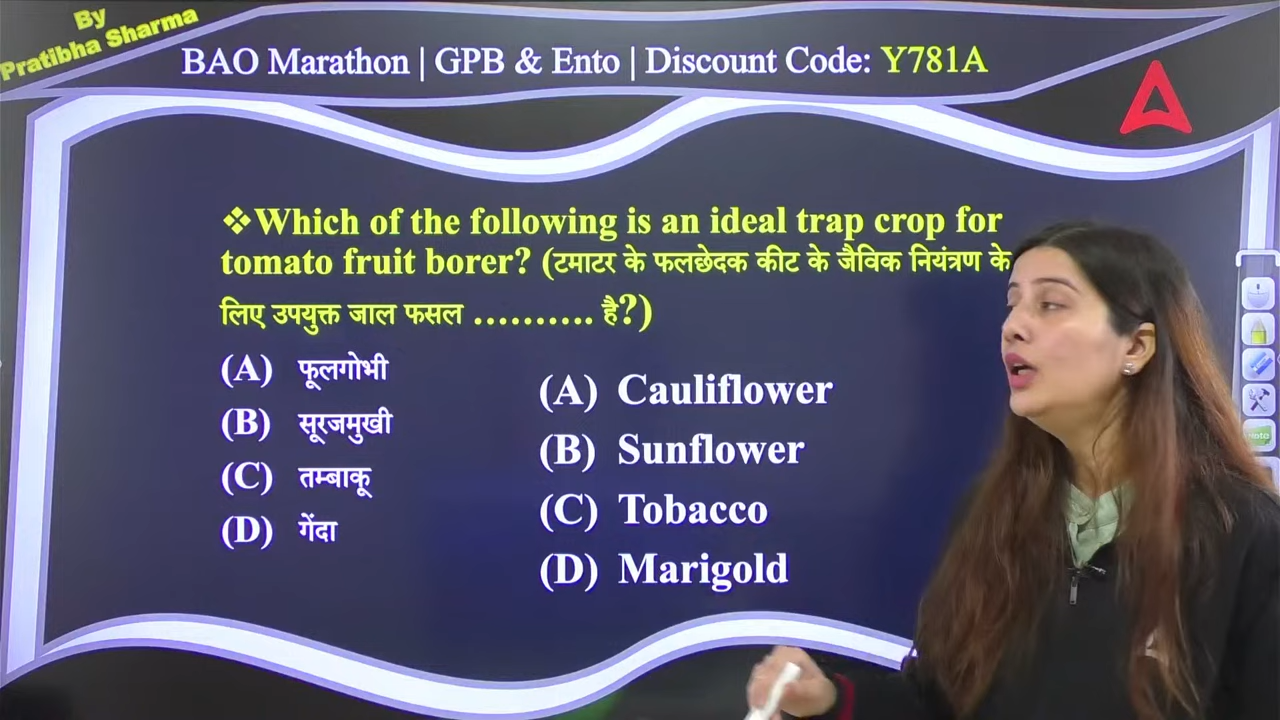 By
Pratibha Sharma
BAO Marathon | GPB & Ento | Discount Code: Y781A
❖Which of the following is an ideal trap crop for
tomato fruit borer? (टमाटर के फलछेदक कीट के जैविक नियंत्रण के
लिए उपयुक्त जाल फसल .......... है?)
(A) फूलगोभी
(B) सूरजमुखी
(C) तम्बाकू
(D) गेंदा
(A) Cauliflower
(B) Sunflower
(C) Tobacco
(D) Marigold